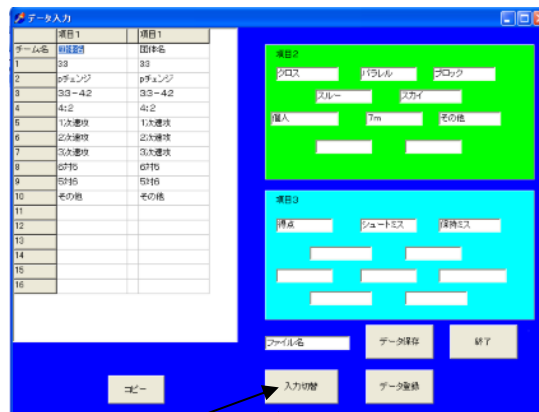 データ入力
項目1 項目1
チーム名 団体名 団体名
1 33 33
2 pチェンジ pチェンジ
3 33-42 33-42
4 4:2 4:2
5 1次速攻 1次速攻
6 2次速攻 2次速攻
7 3次速攻 3次速攻
8 6対6 6対6
9 5対6 5対6
10 その他 その他
11
12
13
14
15
16
項目2
クロス パラレル ブロック
スルー スカイ
個人 7m その他
項目3
得点 シュートミス 保持ミス
ファイル名 データ保存 終了
コピー 入力切替 データ登録